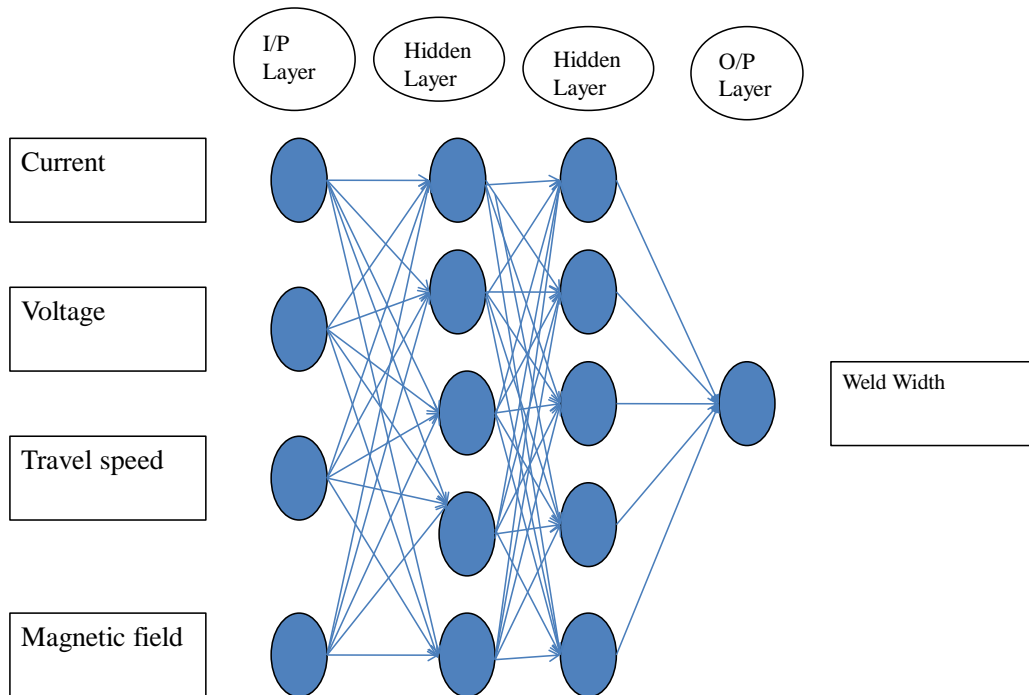 I/P
Layer
Hidden
Layer
Hidden
Layer
O/P
Layer
Current
Voltage
Travel speed
Magnetic field
Weld Width